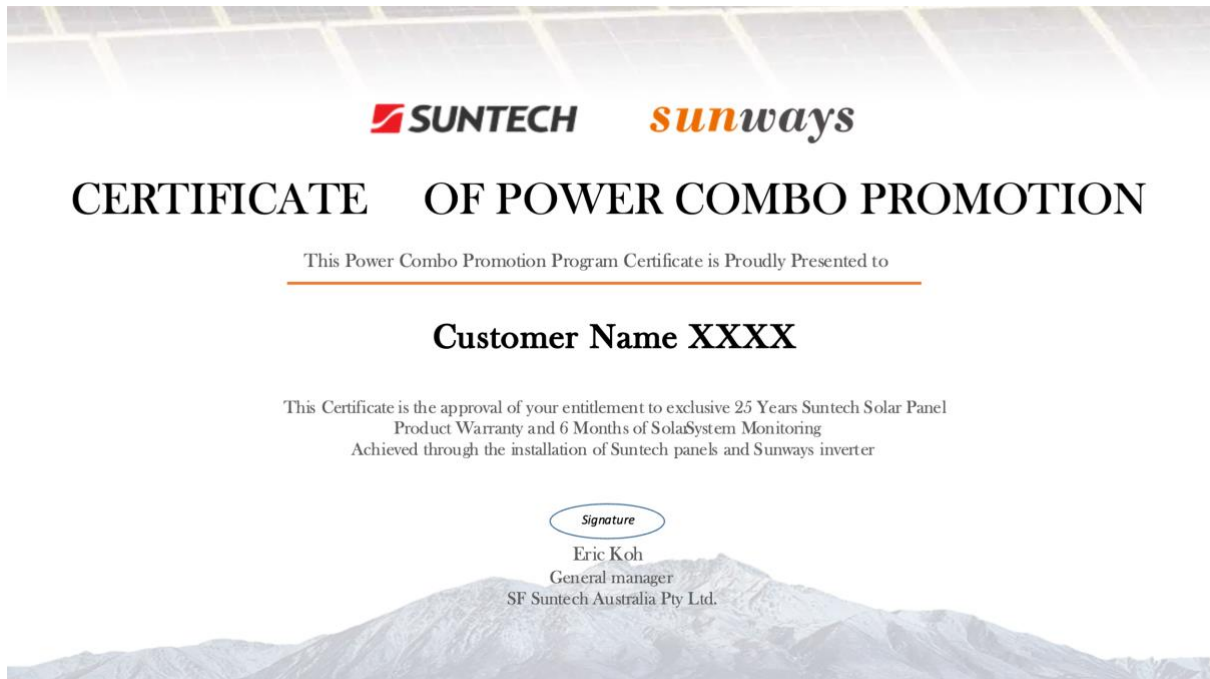 SUNTECH sunways
CERTIFICATE OF POWER COMBO PROMOTION
This Power Combo Promotion Program Certificate is Proudly Presented to
Customer Name XXXX
This Certificate is the approval of your entitlement to exclusive 25 Years Suntech Solar Panel
Product Warranty and 6 Months of SolarSystem Monitoring
Achieved through the installation of Suntech panels and Sunways inverter
Signature
Eric Koh
General manager
SF Suntech Australia Pty Ltd.